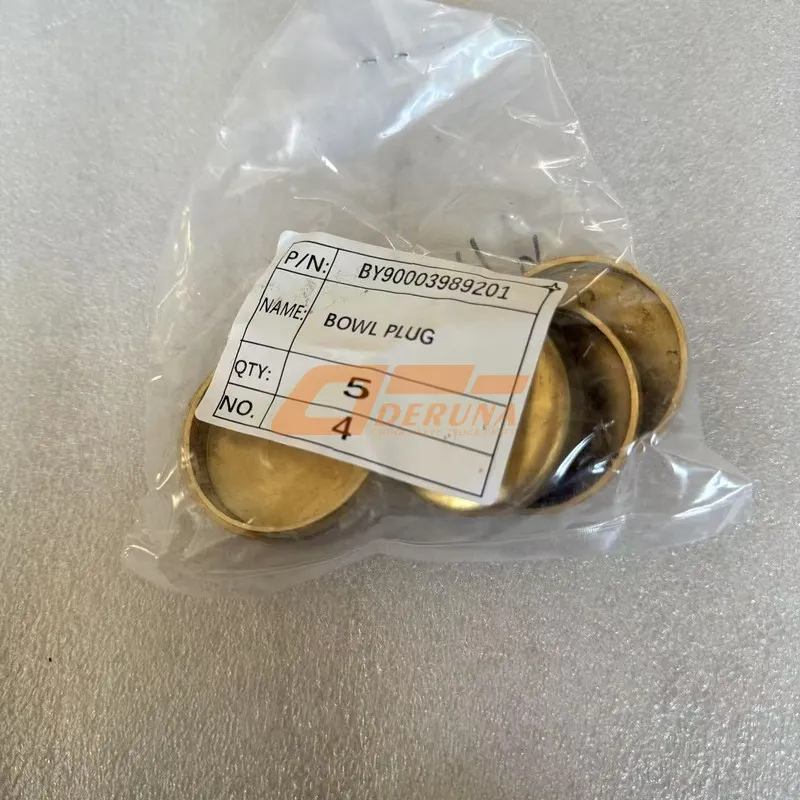 P/N: BY90003989201
NAME: BOWL PLUG
QTY: 5
NO. 4
DERUNA